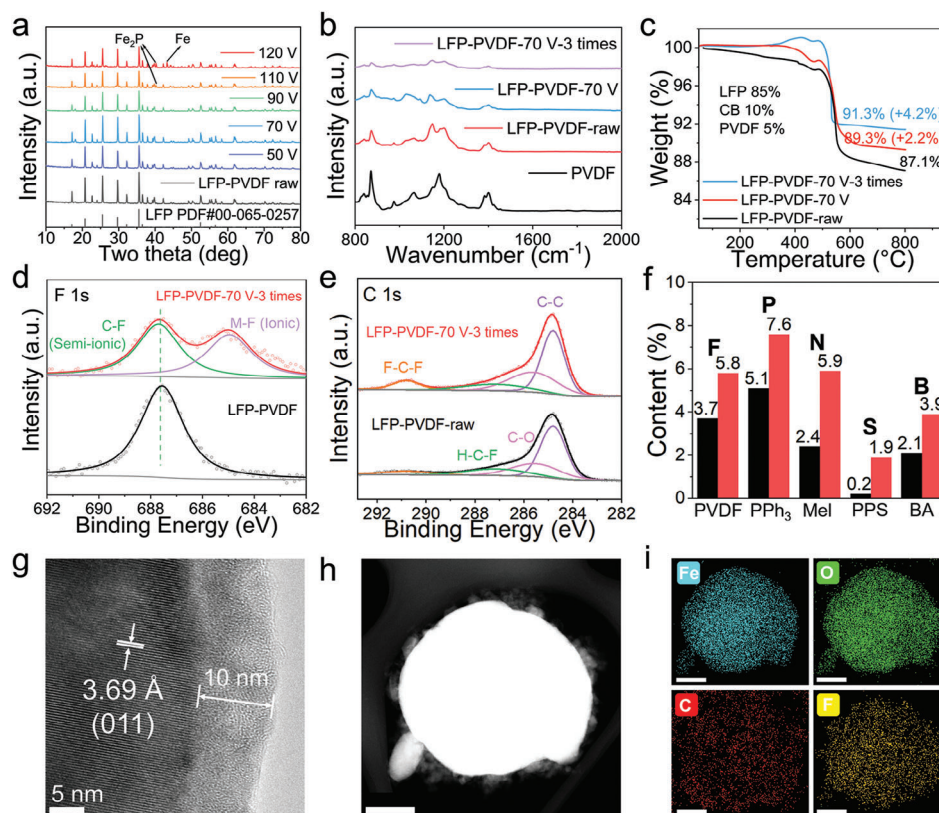 a
Intensity (a.u.)
Fe₂P
Fe
120 V
110 V
90 V
70 V
50 V
LFP-PVDF raw
LFP PDF#00-065-0257
10 20 30 40 50 60 70 80
Two theta (deg)
b
Intensity (a.u.)
LFP-PVDF-70 V-3 times
LFP-PVDF-70 V
LFP-PVDF-raw
PVDF
800 1200 1600 2000
Wavenumber (cm⁻¹)
c
Weight (%)
100
96
92
88
84
LFP 85%
CB 10%
PVDF 5%
91.3% (+4.2%)
89.3% (+2.2%)
87.1%
LFP-PVDF-70 V-3 times
LFP-PVDF-70 V
LFP-PVDF-raw
200 400 600 800 1000
Temperature (°C)
d
Intensity (a.u.)
F 1s
LFP-PVDF-70 V-3 times
C-F
(Semi-ionic)
M-F (Ionic)
LFP-PVDF
692 690 688 686 684 682
Binding Energy (eV)
e
Intensity (a.u.)
C 1s
C-C
LFP-PVDF-70 V-3 times
F-C-F
LFP-PVDF-raw
C-O
H-C-F
292 290 288 286 284 282
Binding Energy (eV)
f
Content (%)
10
8
6
4
2
0
F
P
N
S
B
3.7
5.8
5.1
7.6
2.4
5.9
0.2
1.9
2.1
3.9
PVDF PPh₃ Mel PPS BA
g
3.69 Å
(011)
10 nm
5 nm
h
i
Fe
O
C
F